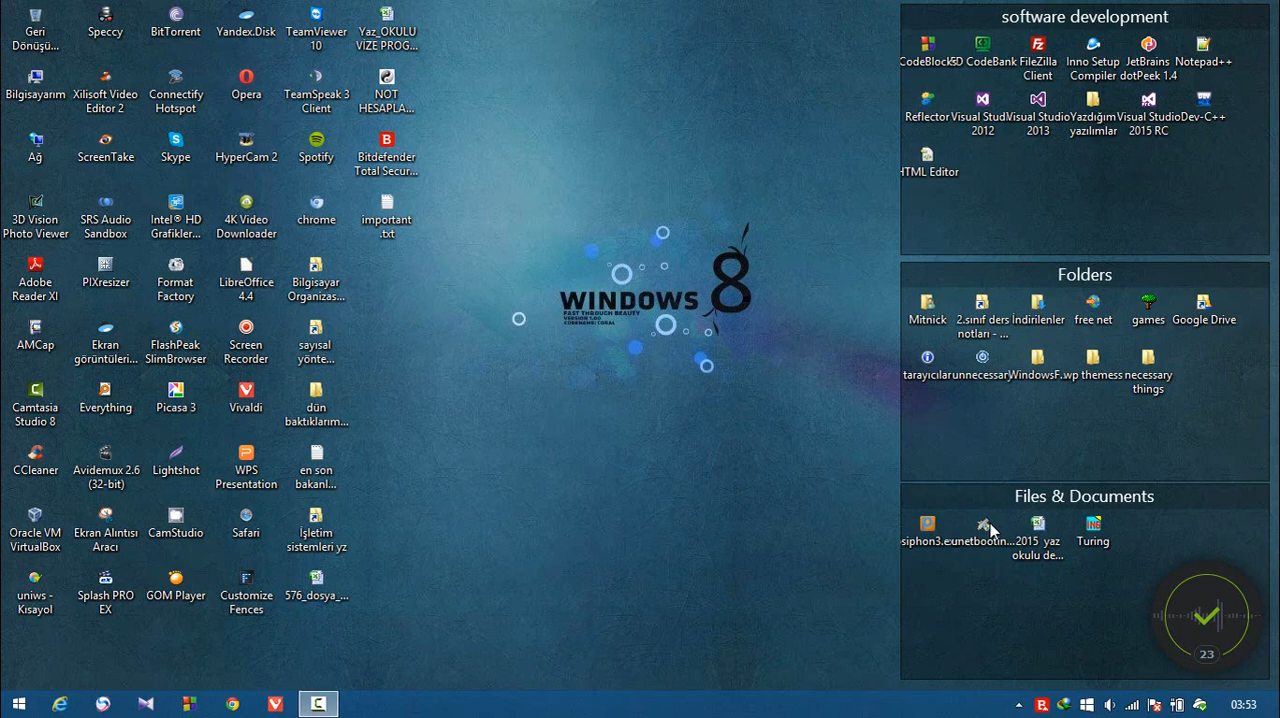 Geri
Dönüşü...
Speccy
BitTorrent
Yandex.Disk
TeamViewer
10
Yaz_OKULU
VİZE PROG...
Bilgisayarım
Xilisoft Video
Editor 2
Connectify
Hotspot
Opera
TeamSpeak 3
Client
NOT
HESAPLA...
Ağ
ScreenTake
Skype
HyperCam 2
Spotify
Bitdefender
Total Secur...
3D Vision
Photo Viewer
SRS Audio
Sandbox
Intel® HD
Grafikler...
4K Video
Downloader
chrome
important
.txt
Adobe
Reader XI
PIXresizer
Format
Factory
LibreOffice
4.4
Bilgisayar
Organizas...
AMCap
Ekran
görüntüleri...
FlashPeak
SlimBrowser
Screen
Recorder
sayısal
yönte...
Camtasia
Studio 8
Everything
Picasa 3
Vivaldi
dün
baktıklarım...
CCleaner
Avidemux 2.6
(32-bit)
Lightshot
WPS
Presentation
en son
bakanl...
Oracle VM
VirtualBox
Ekran Alıntısı
Aracı
CamStudio
Safari
İşletim
sistemleri yz
uniws -
Kısayol
Splash PRO
EX
GOM Player
Customize
Fences
576_dosya_...
WINDOWS 8
FAST THROUGH BEAUTY
VERSION 1.00
software development
CodeBlocks
5D CodeBank
FileZilla
Client
Inno Setup
Compiler
JetBrains
dotPeek 1.4
Notepad++
Reflector
Visual Studio
2012
Visual Studio
2013
Yazdığım
yazılımlar
Visual Studio
2015 RC
Dev-C++
HTML Editor
Folders
Mitnick
2.sınıf ders
notları - ...
İndirilenler
free net
games
Google Drive
tarayıcılar
unnecessary
WindowsF...
wp themess
necessary
things
Files & Documents
psiphon3.exe
unetbootin...
2015 yaz
okulu de...
Turing
23
03:53